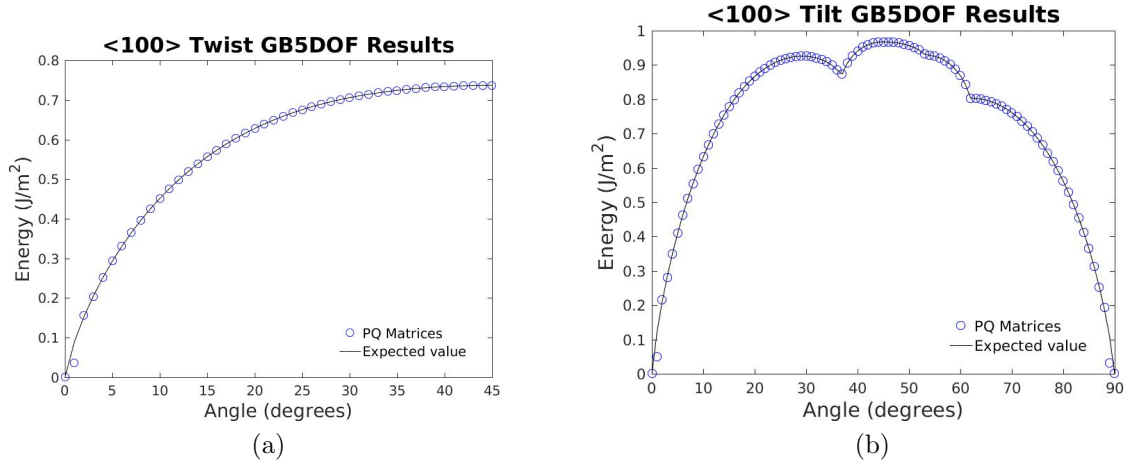 <100> Twist GB5DOF Results
0.8
0.7
0.6
0.5
0.4
0.3
0.2
0.1
0
Energy (J/m²)
PQ Matrices
Expected value
0 5 10 15 20 25 30 35 40 45
Angle (degrees)
(a)
<100> Tilt GB5DOF Results
1
0.9
0.8
0.7
0.6
0.5
0.4
0.3
0.2
0.1
0
Energy (J/m²)
PQ Matrices
Expected value
0 10 20 30 40 50 60 70 80 90
Angle (degrees)
(b)